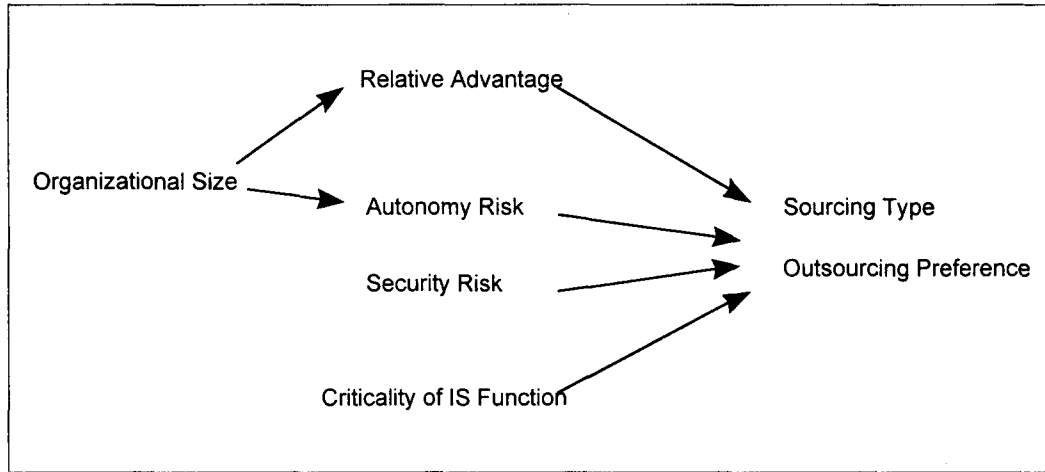 Relative Advantage
Organizational Size
Autonomy Risk
Sourcing Type
Security Risk
Outsourcing Preference
Criticality of IS Function